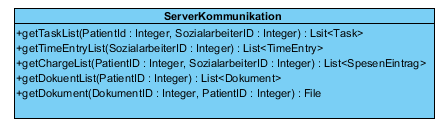 ServerKommunikation
+getTaskList(PatientId : Integer, SozialarbeiterID : Integer) : Lsit<Task>
+getTimeEntryList(SozialarbeiterID : Integer) : List<TimeEntry>
+getChargeList(PatientID : Integer, SozialarbeiterID : Integer) : List<SpesenEintrag>
+getDokuentList(PatientID : Integer) : List<Dokument>
+getDokument(DokumentID : Integer, PatientID : Integer) : File